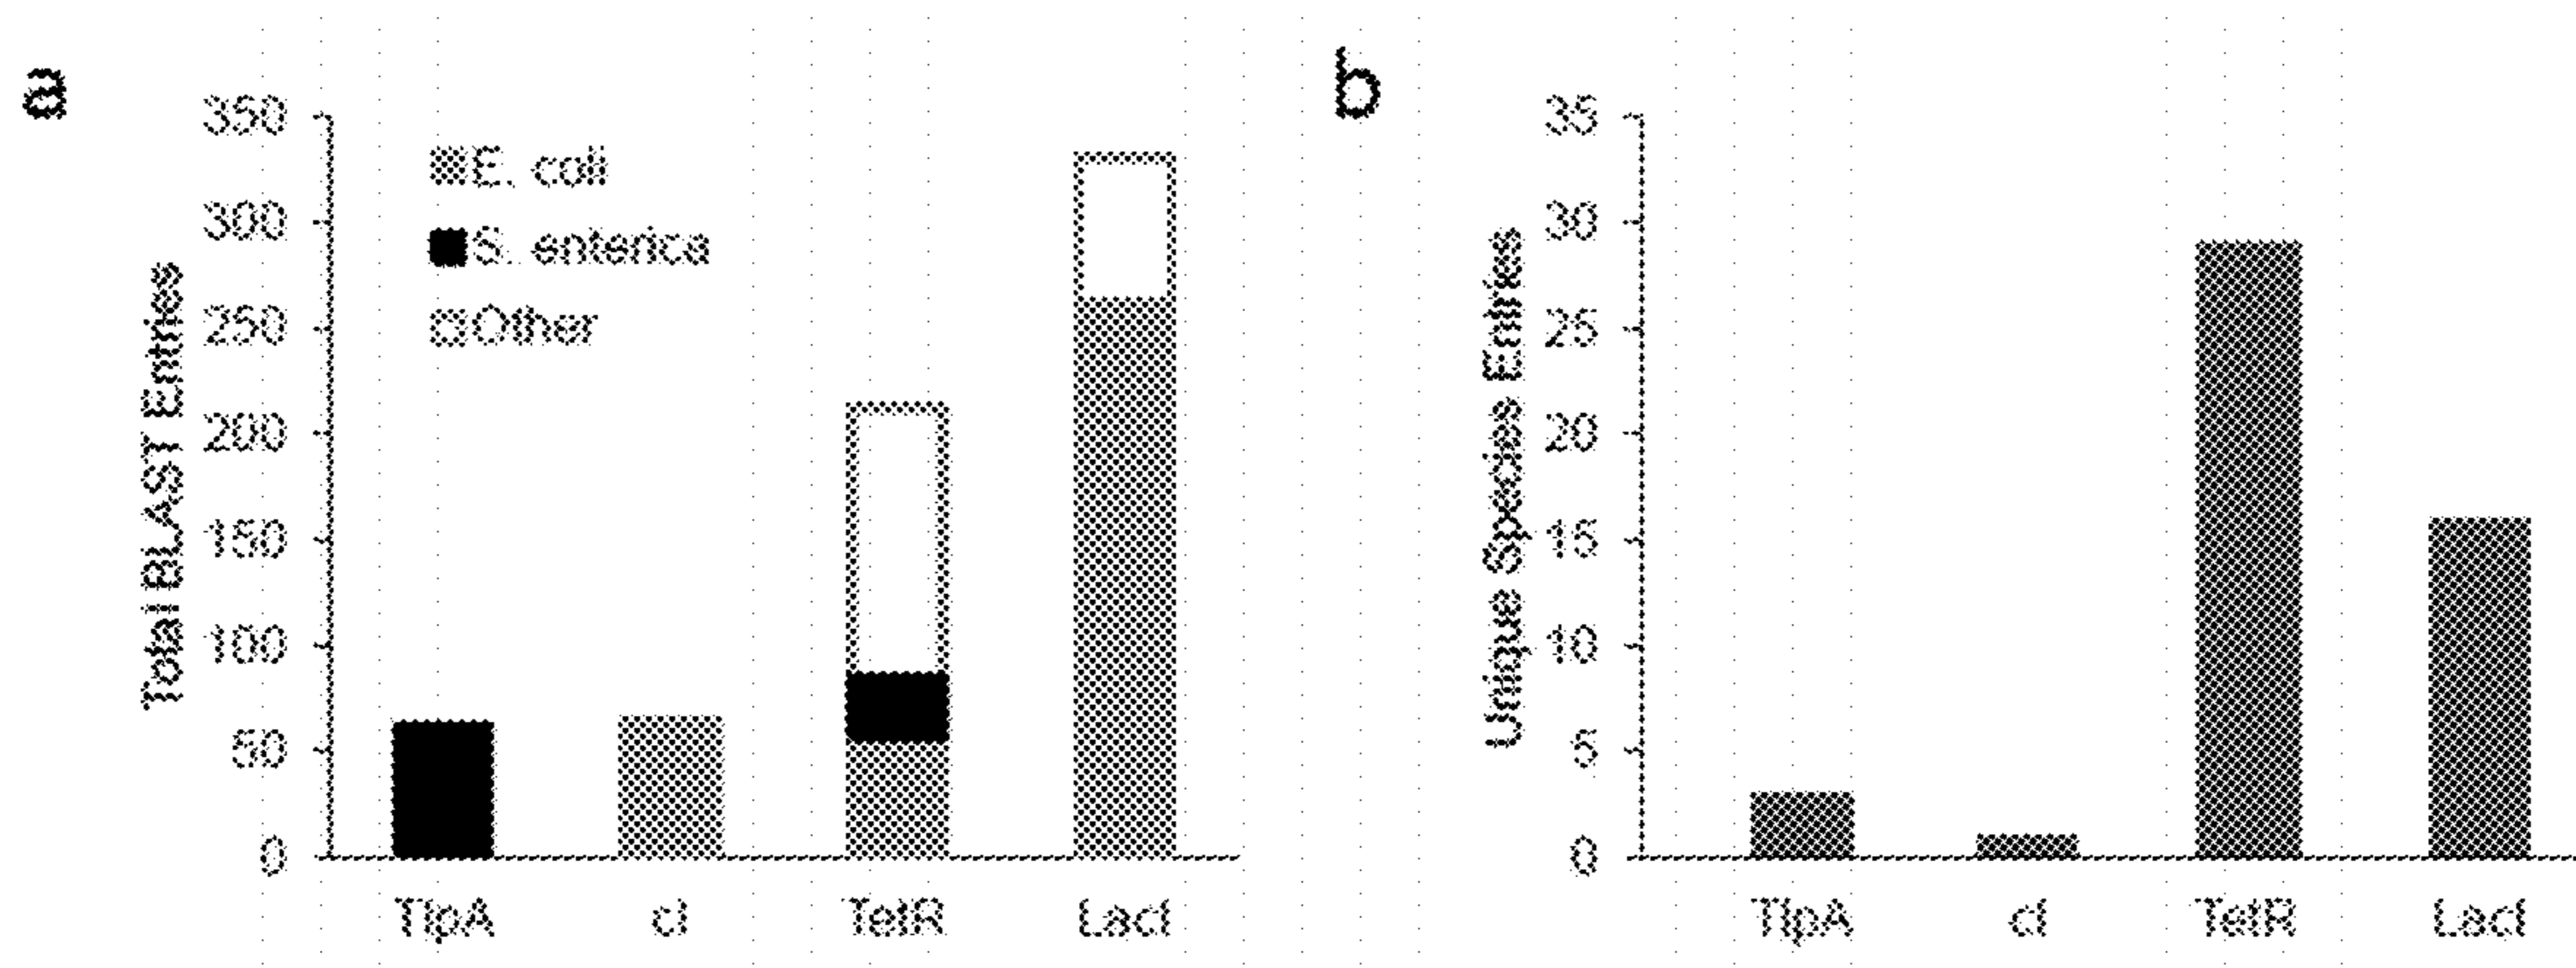 a
Total BLAST Entries
350
300
250
200
150
100
50
0
E. coli
S. enterica
Other
TlpA cI TetR LacI
b
Unique Species Entries
35
30
25
20
15
10
5
0
TlpA cI TetR LacI